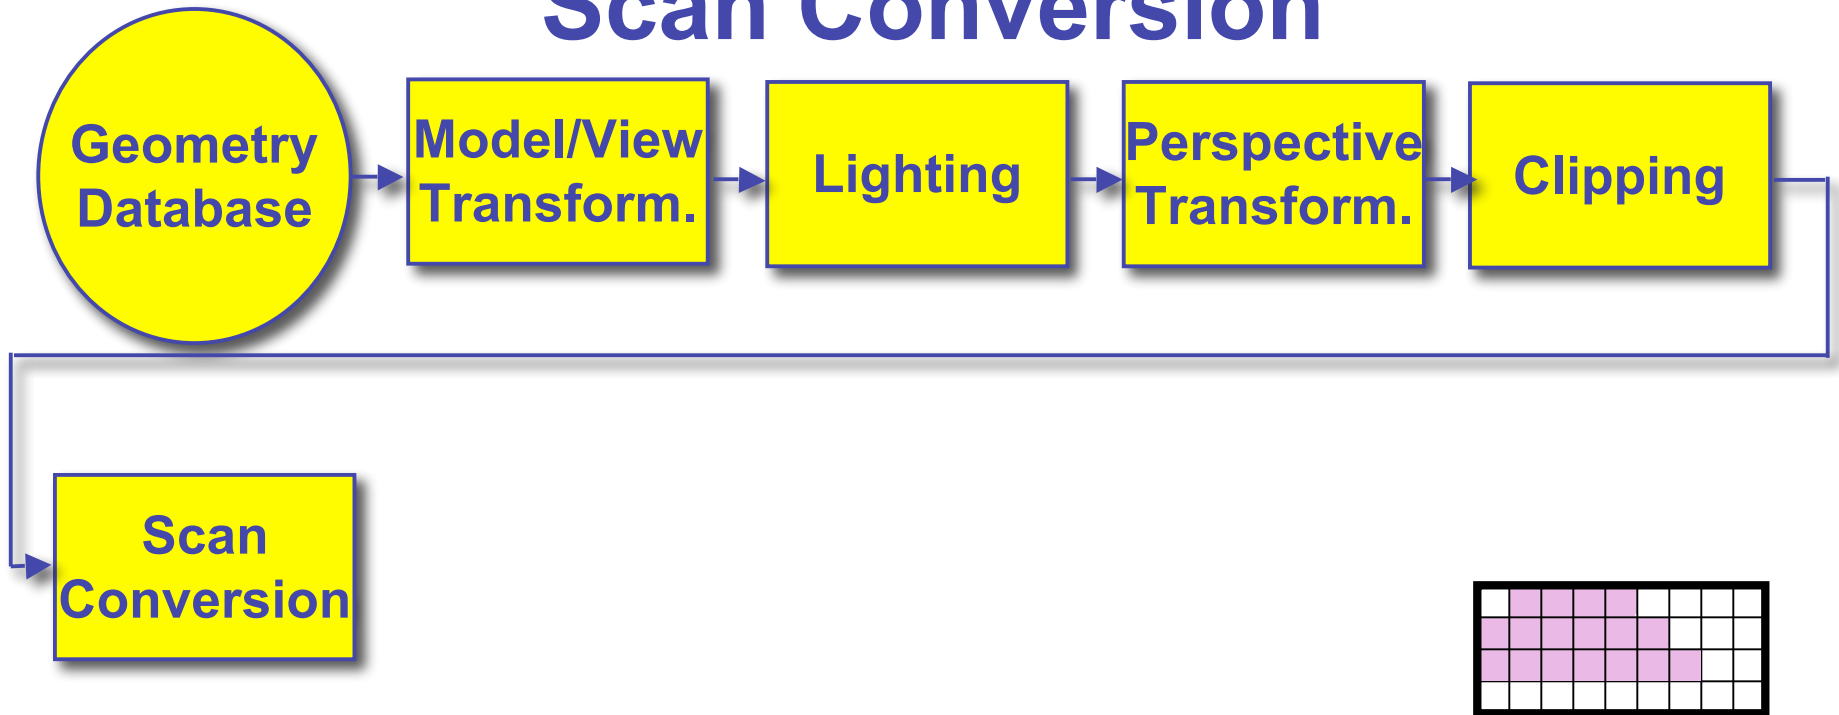 Scan Conversion
Geometry
Database
Model/View
Transform.
Lighting
Perspective
Transform.
Clipping
Scan
Conversion